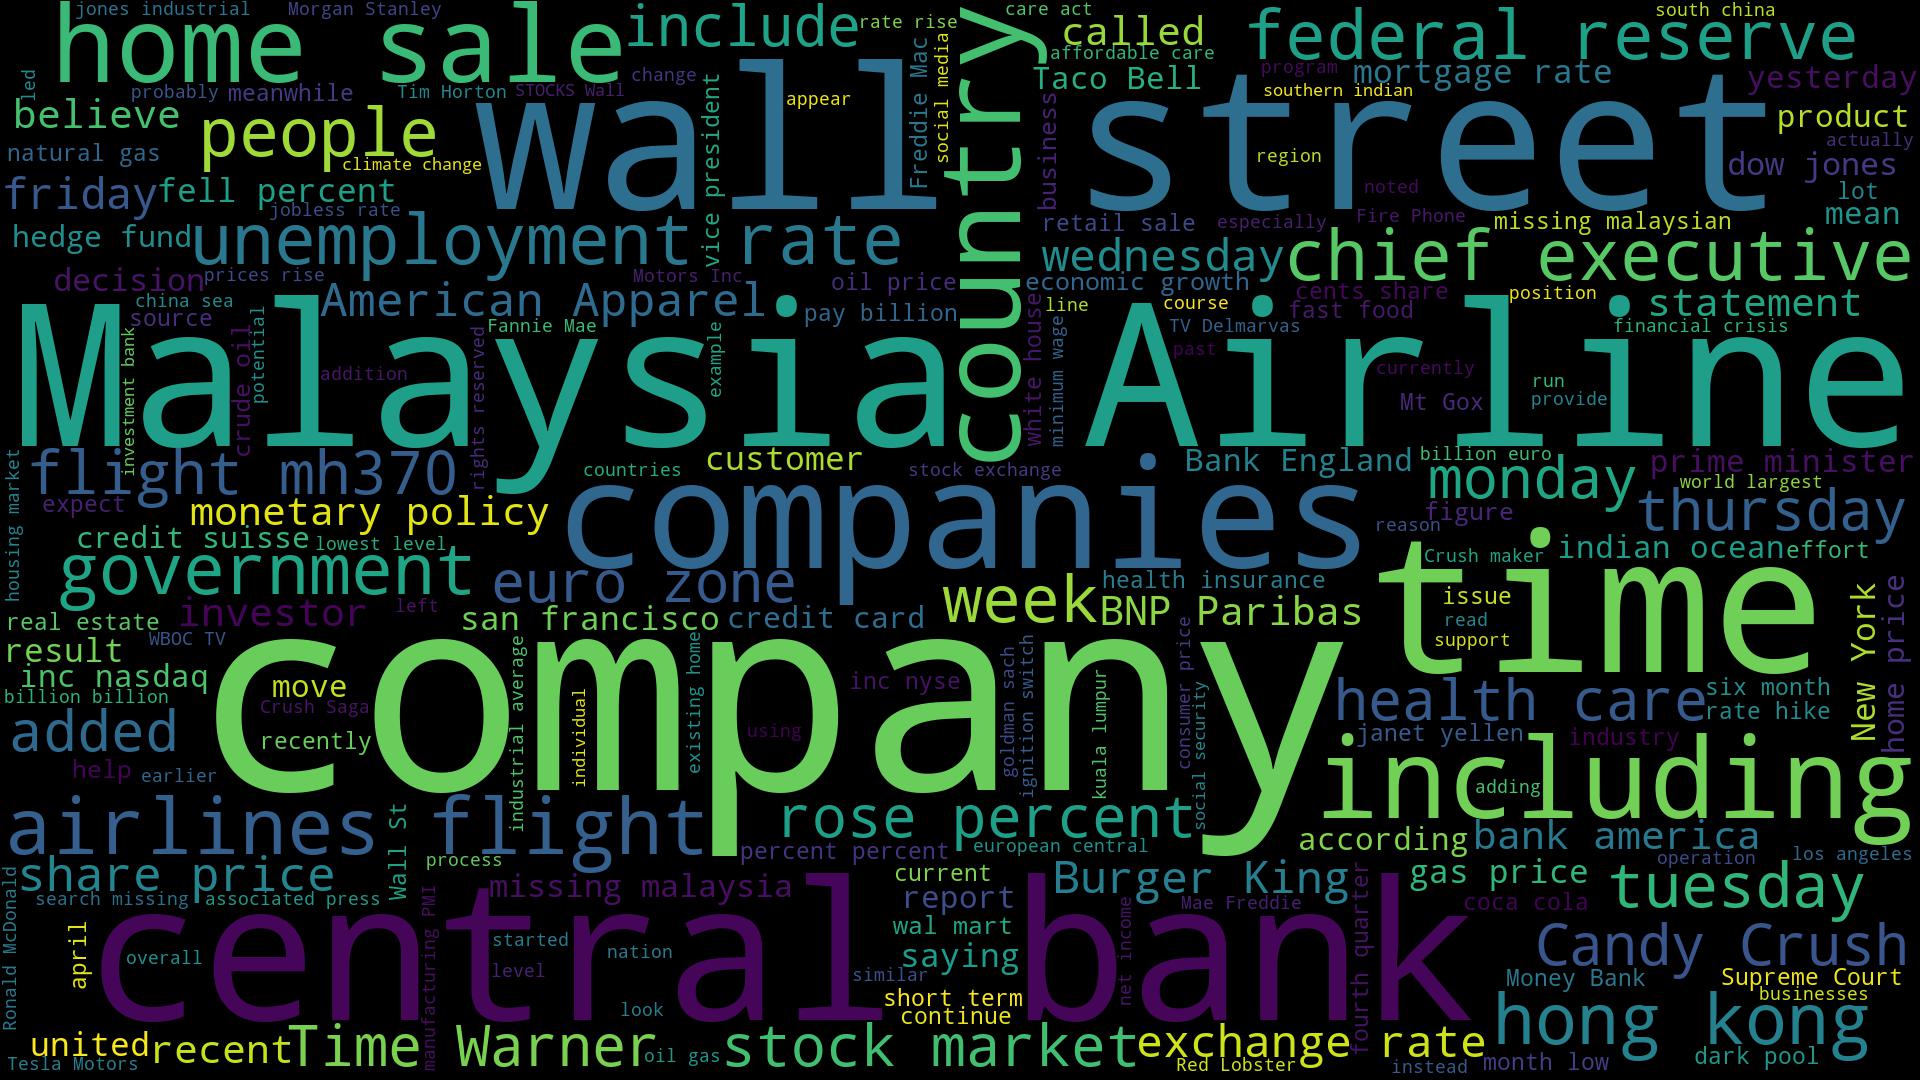 jones industrial
Morgan Stanley
care act
south china
home sale
include
rate rise
called
federal reserve
country
affordable care
led
change
Freddie Mac
social media
Taco Bell
program
mortgage rate
yesterday
probably
meanwhile
Tim Horton
STOCKS Wall
appear
southern indian
believe
people
Wall street
vice president
business
product
actually
natural gas
climate change
region
dow jones
friday
fell percent
noted
lot
jobless rate
retail sale
especially
Fire Phone
missing malaysian
mean
hedge fund
unemployment rate
wednesday
chief executive
decision
prices rise
Motors Inc
oil price
economic growth
cents share
position
china sea
American Apparel
pay billion
line
course
fast food
statement
source
Fannie Mae
TV Delmarvas
financial crisis
Malaysia Airline
investment bank
crude oil
potential
addition
rights reserved
example
white house
minimum wage
past
currently
run
provide
Mt Gox
housing market
flight mh370
countries
customer
stock exchange
Bank England
billion euro
monday
prime minister
world largest
expect
monetary policy
companies
reason
figure
thursday
credit suisse
lowest level
time
Crush maker
indian ocean
effort
government
euro zone
week
health insurance
BNP Paribas
issue
New York
home price
real estate
investor
left
san francisco
credit card
read
support
WBOC TV
result
company
inc nasdaq
move
industrial average
individual
existing home
inc nyse
goldman sach
ignition switch
kuala lumpur
consumer price
social security
health care
six month
rate hike
billion billion
Crush Saga
added
recently
using
janet yellen
industry
help
earlier
including
adding
airlines flight
Wall St
rose percent
according
bank america
percent percent
european central
operation
los angeles
share price
process
current
Burger King
gas price
tuesday
Ronald McDonald
search missing
associated press
missing malaysia
report
Mae Freddie
coca cola
central bank
april
manufacturing PMI
started
nation
wal mart
net income
fourth quarter
Candy Crush
overall
level
saying
similar
Money Bank
Supreme Court
look
short term
businesses
continue
hong kong
united
recent
Time Warner
oil gas
stock market
exchange rate
dark pool
Tesla Motors
Red Lobster
instead
month low